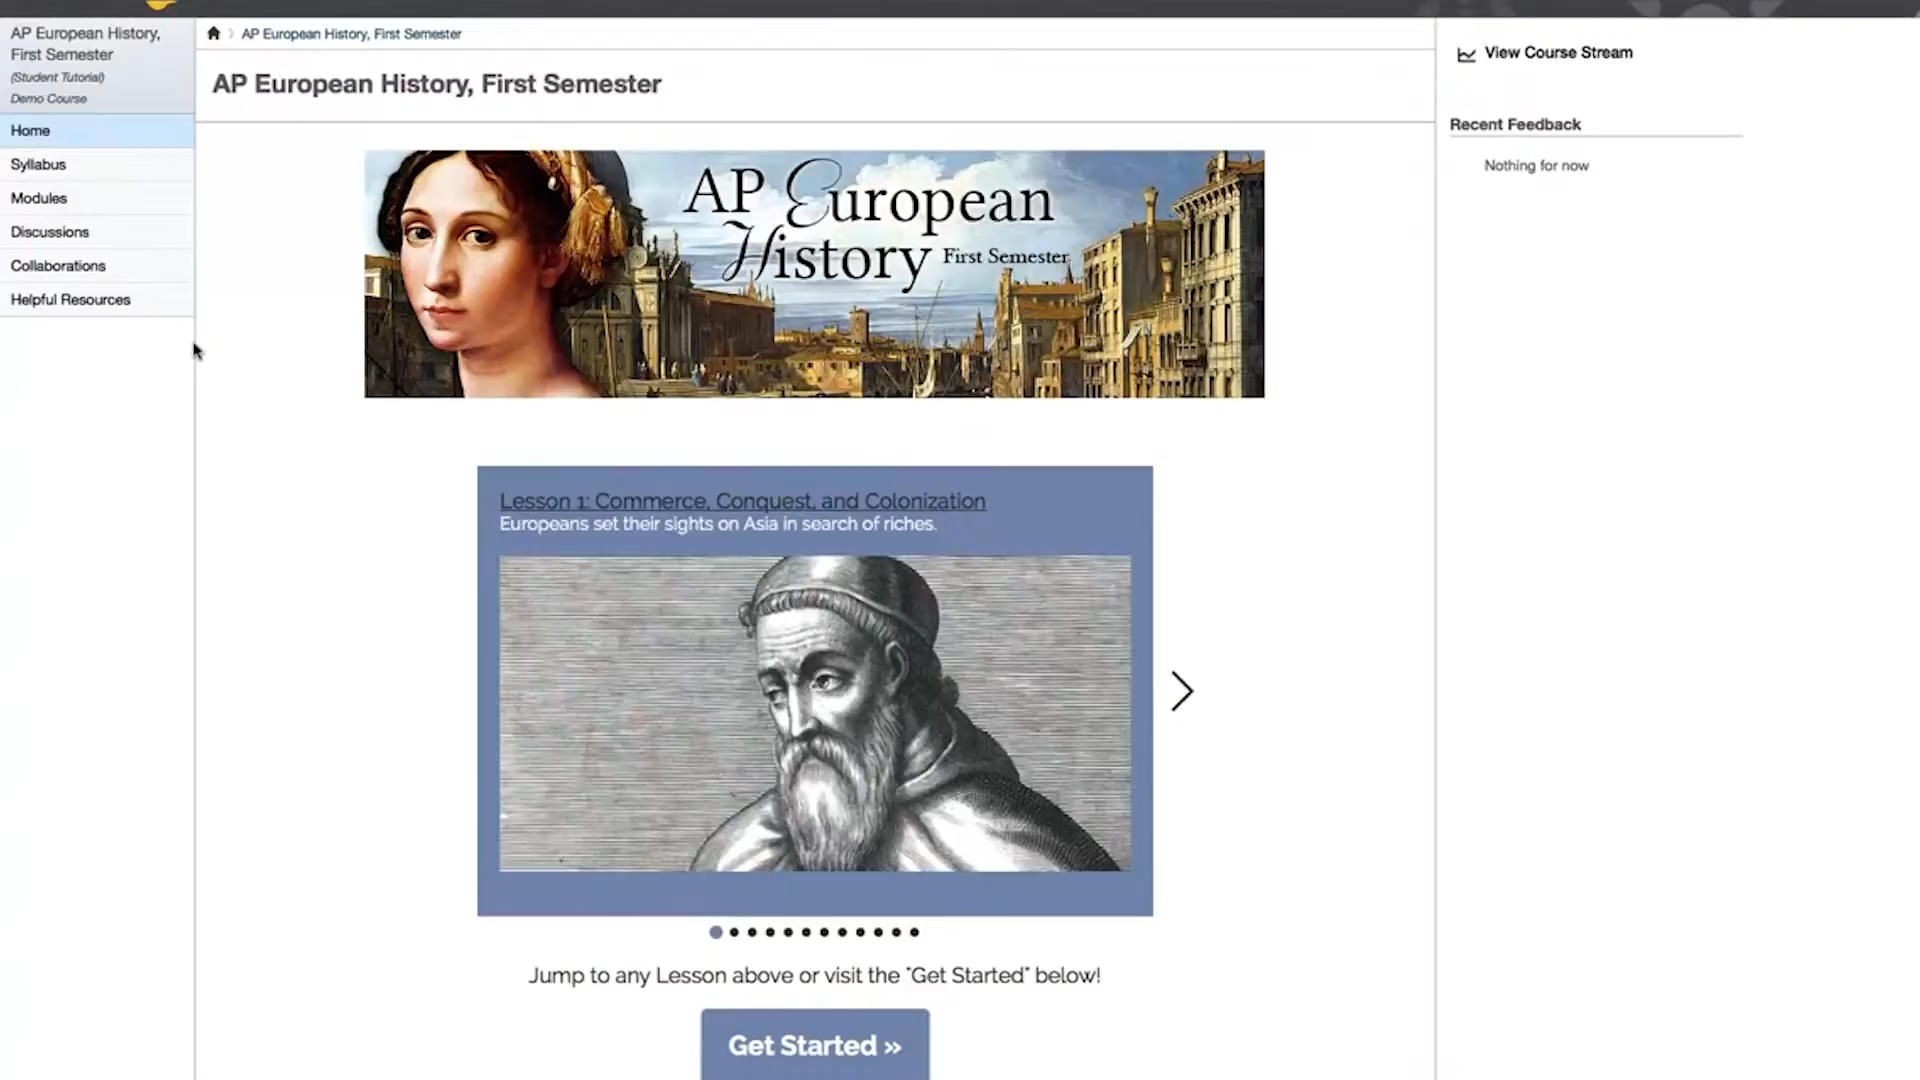 AP European History,
First Semester
(Student Tutorial)
Demo Course
Home
Syllabus
Modules
Discussions
Collaborations
Helpful Resources
AP European History, First Semester
AP European History, First Semester
AP European
History First Semester
Lesson 1: Commerce, Conquest, and Colonization
Europeans set their sights on Asia in search of riches.
Jump to any Lesson above or visit the "Get Started" below!
Get Started »
View Course Stream
Recent Feedback
Nothing for now